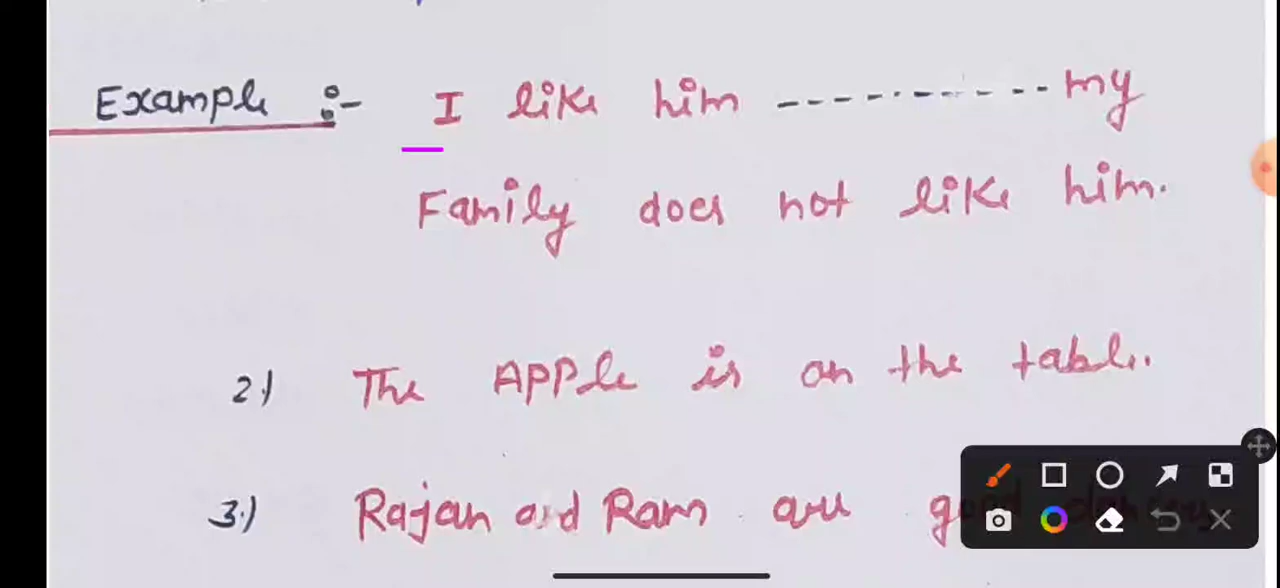 Example :- I like him ----------- my
Family does not like him.
2.) The Apple is on the table.
3.) Rajan and Ram are good